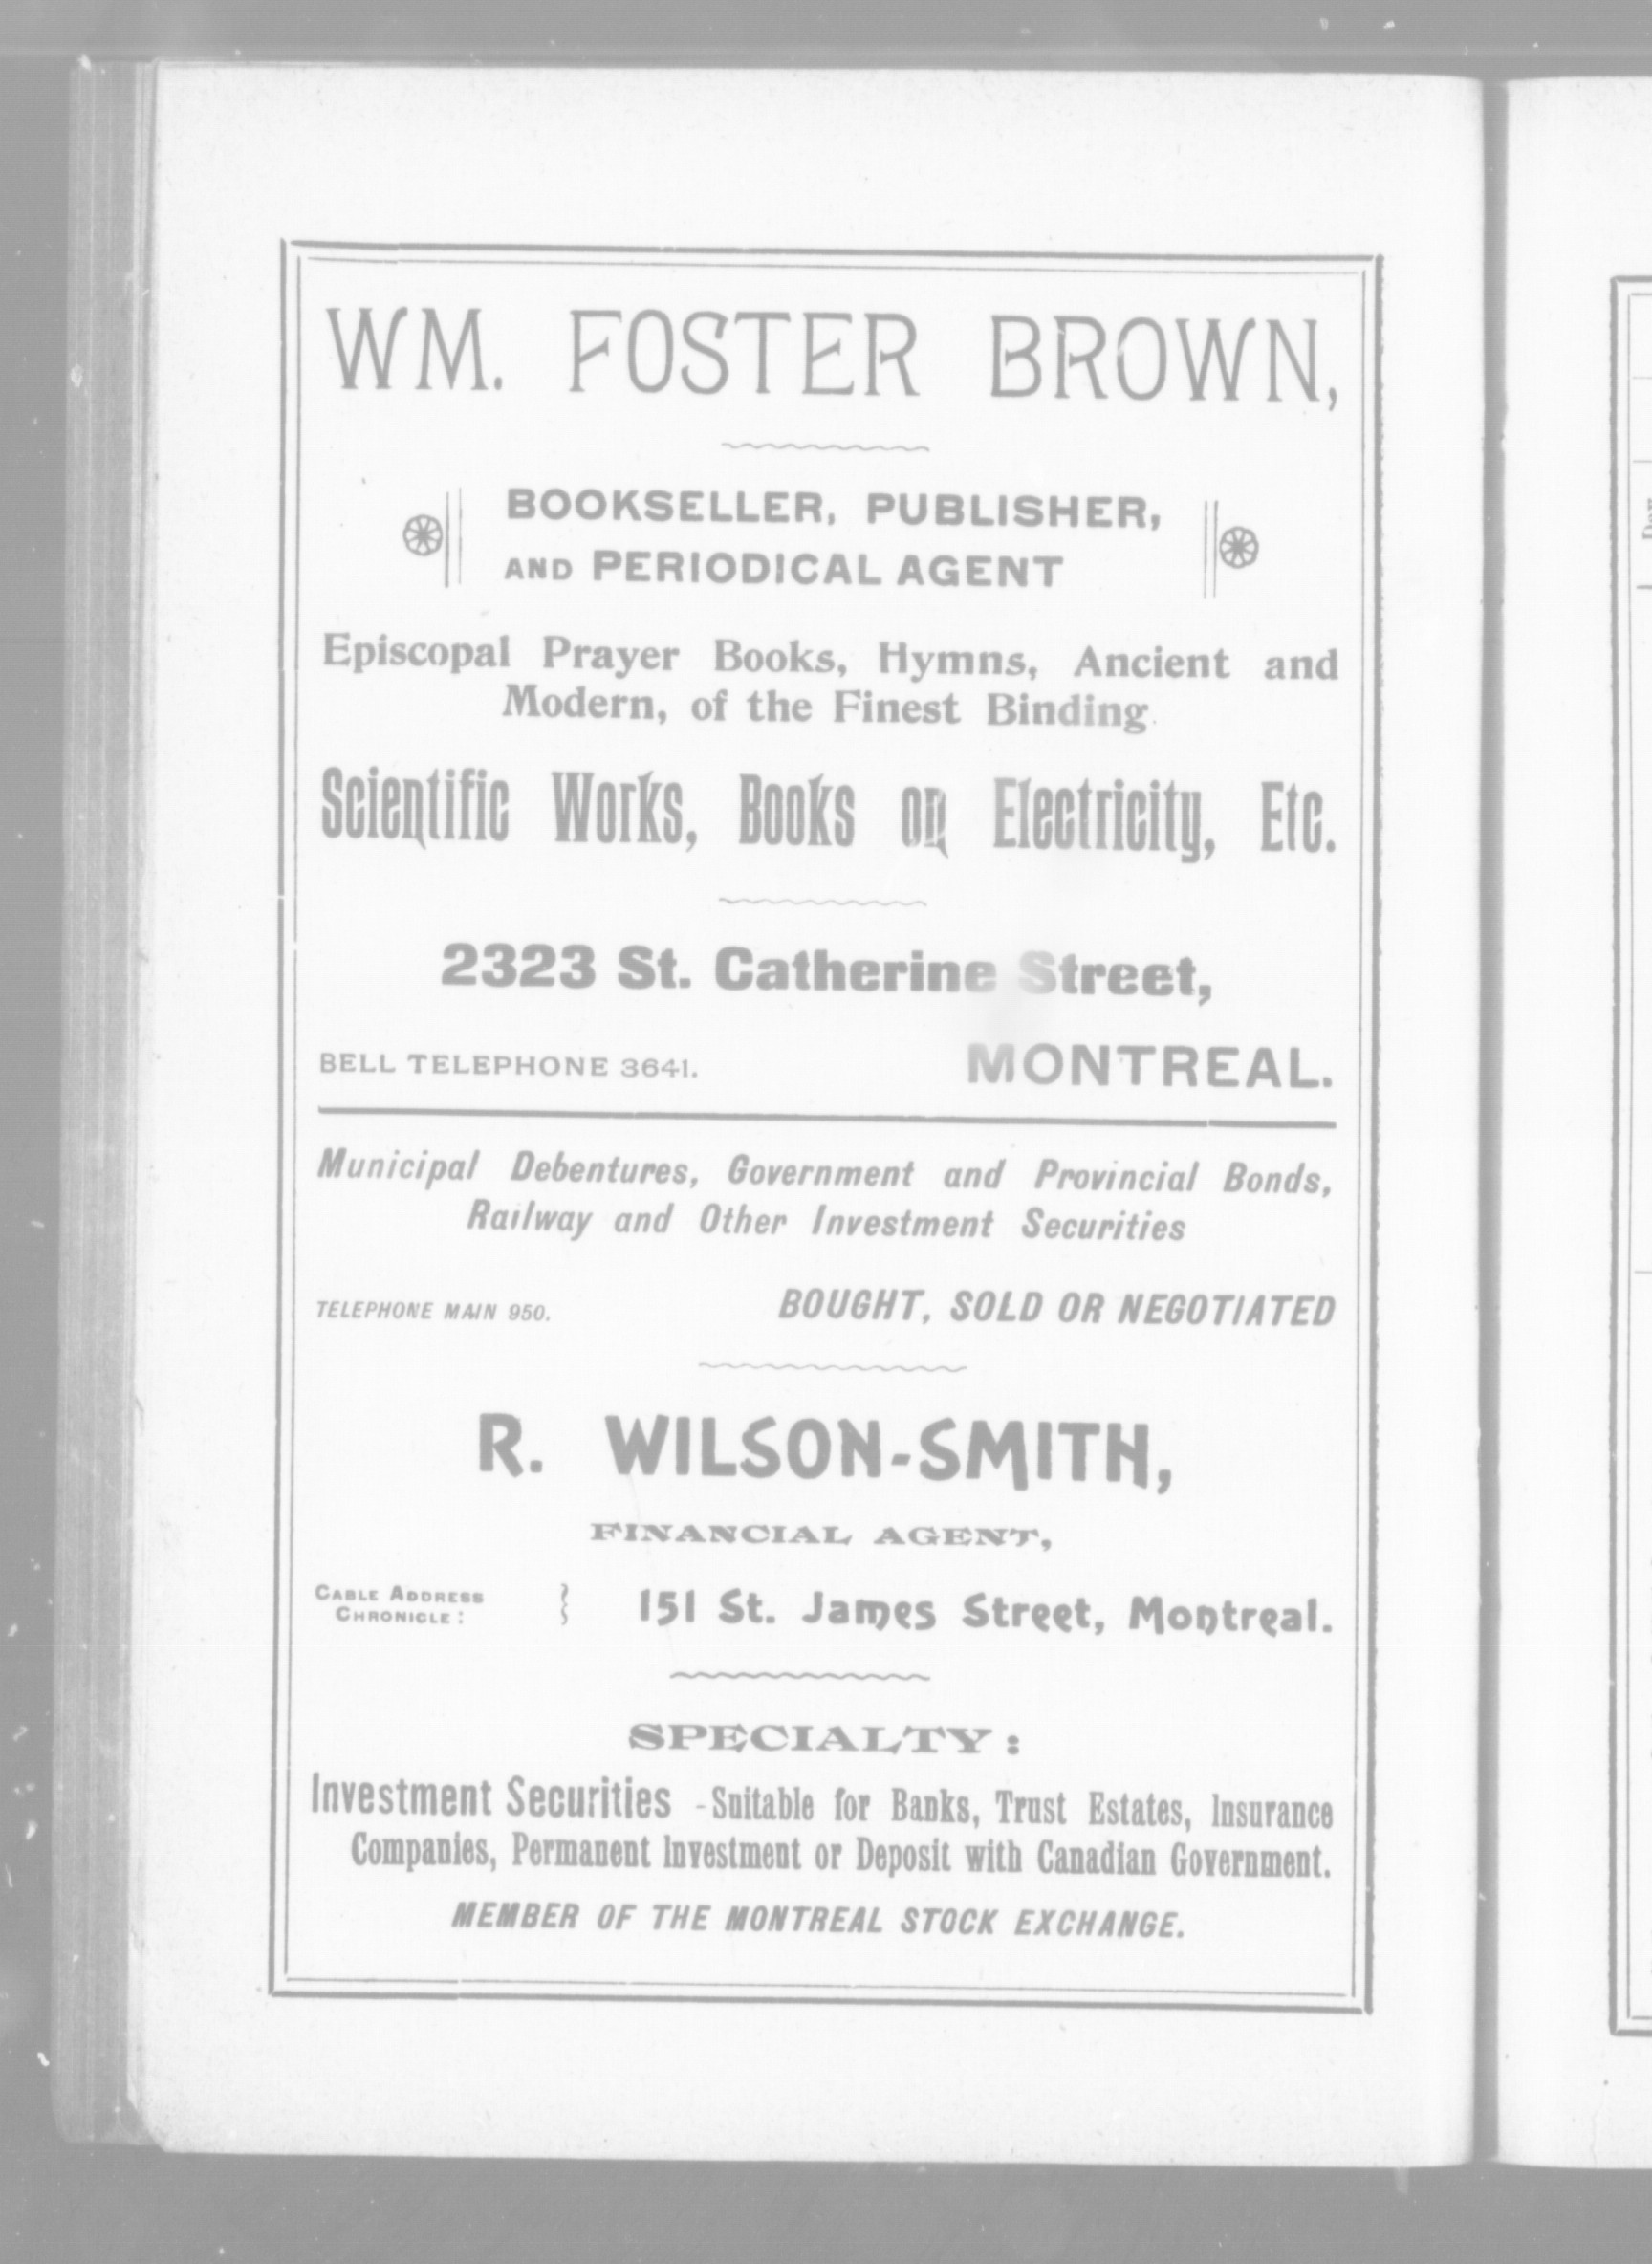 WM. FOSTER BROWN,
BOOKSELLER, PUBLISHER,
AND PERIODICAL AGENT
Episcopal Prayer Books, Hymns, Ancient and
Modern, of the Finest Binding.
Scientific Works, Books on Electricity, Etc.
2323 St. Catherine Street,
BELL TELEPHONE 3641. MONTREAL.
Municipal Debentures, Government and Provincial Bonds,
Railway and Other Investment Securities
TELEPHONE MAIN 950. BOUGHT, SOLD OR NEGOTIATED
R. WILSON-SMITH,
FINANCIAL AGENT,
CABLE ADDRESS
CHRONICLE :
151 St. James Street, Montreal.
SPECIALTY :
Investment Securities - Suitable for Banks, Trust Estates, Insurance
Companies, Permanent Investment or Deposit with Canadian Government.
MEMBER OF THE MONTREAL STOCK EXCHANGE.